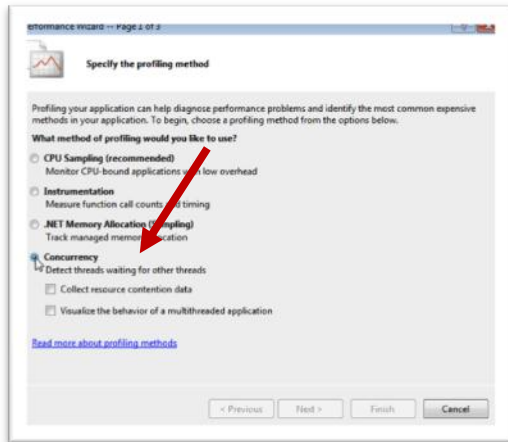 Performance Wizard -- Page 1 of 3
Specify the profiling method
Profiling your application can help diagnose performance problems and identify the most common expensive
methods in your application. To begin, choose a profiling method from the options below.
What method of profiling would you like to use?
CPU Sampling (recommended)
Monitor CPU-bound applications with low overhead
Instrumentation
Measure function call counts and timing
.NET Memory Allocation (Sampling)
Track managed memory allocation
Concurrency
Detect threads waiting for other threads
Collect resource contention data
Visualize the behavior of a multithreaded application
Read more about profiling methods
< Previous Next > Finish Cancel